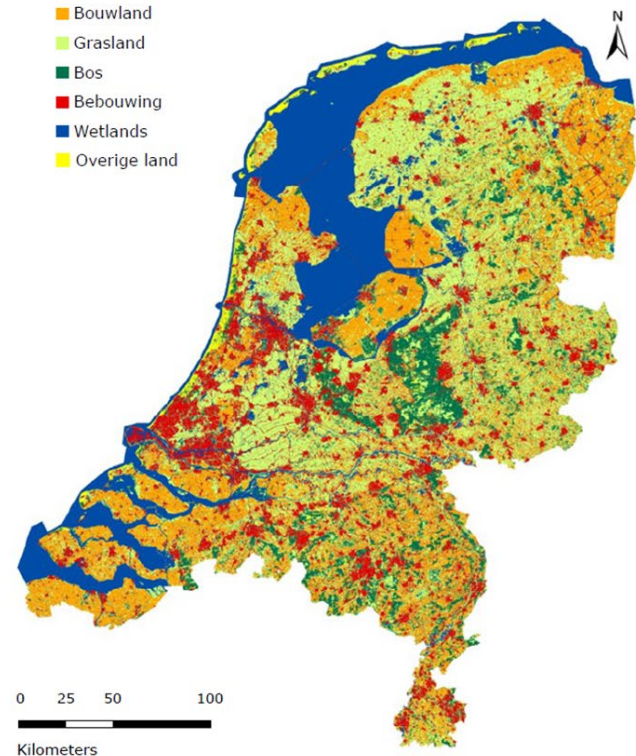 Bouwland
Grasland
Bos
Bebouwing
Wetlands
Overige land
N
0 25 50 100
Kilometers